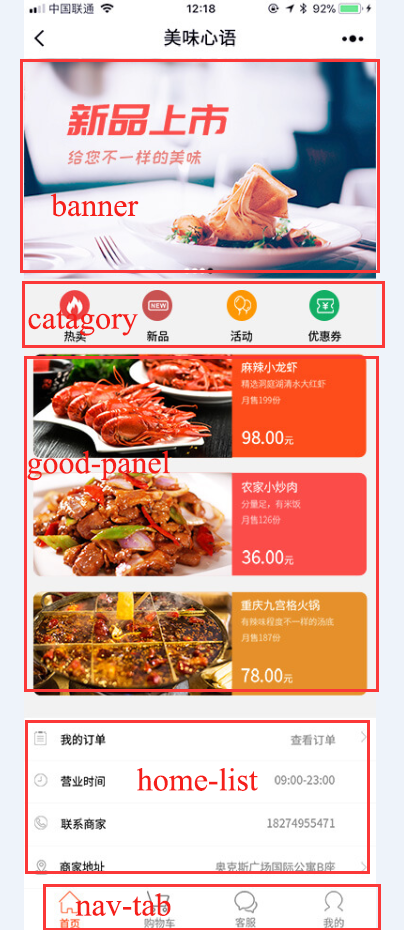 中国联通 12:18 92%
美味心语
新品上市
给您不一样的美味
banner
NEW
catagory
热卖 新品 活动 优惠券
麻辣小龙虾
精选洞庭湖清水大红虾
月售199份
98.00元
good-panel
农家小炒肉
分量足，有米饭
月售126份
36.00元
重庆九宫格火锅
有辣味程度不一样的汤底
月售187份
78.00元
我的订单 查看订单
营业时间 09:00-23:00
home-list
联系商家 18274955471
商家地址 奥克斯广场国际公寓B座
nav-tab
首页 购物车 客服 我的